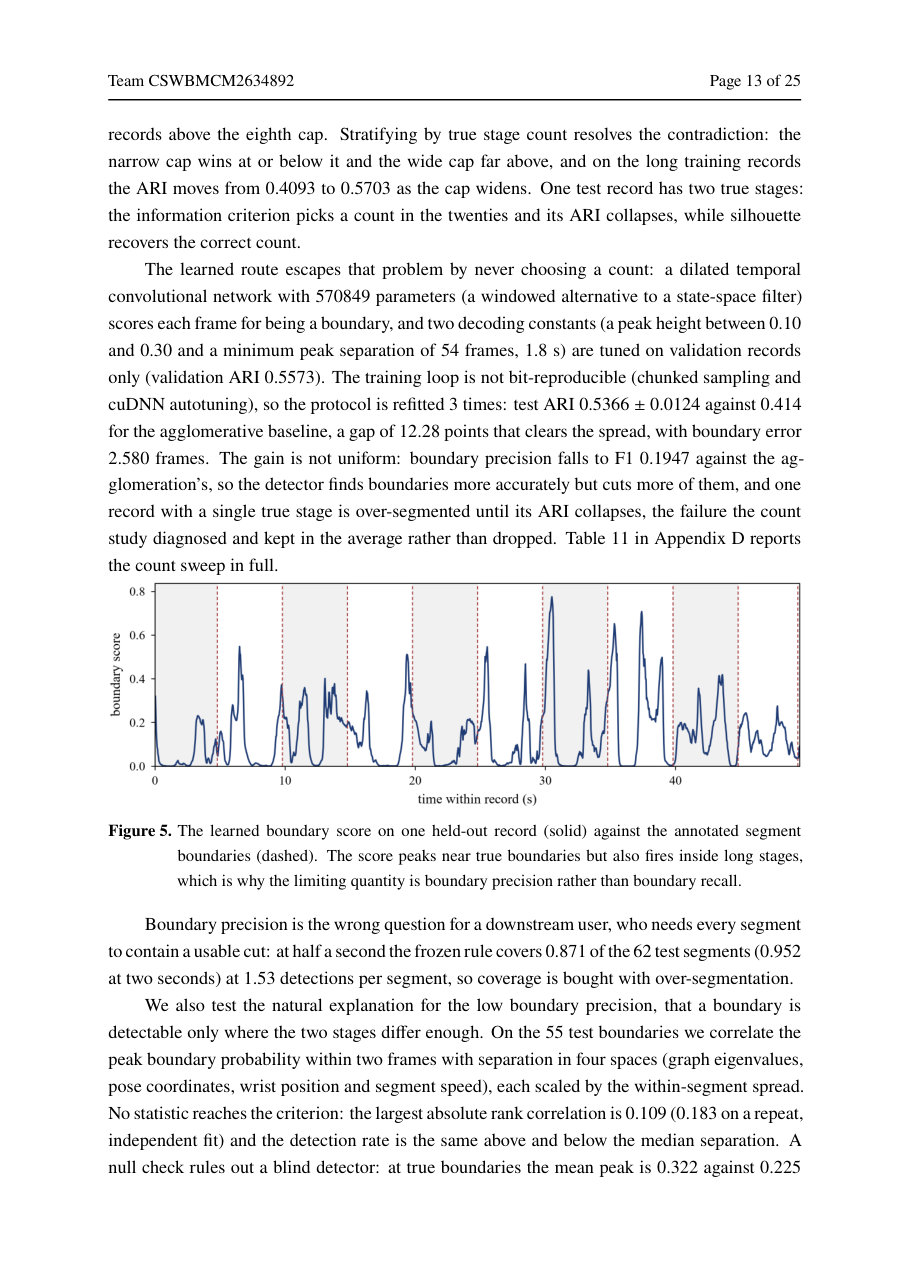 Team CSWBMCM2634892
Page 13 of 25
records above the eighth cap. Stratifying by true stage count resolves the contradiction: the
narrow cap wins at or below it and the wide cap far above, and on the long training records
the ARI moves from 0.4093 to 0.5703 as the cap widens. One test record has two true stages:
the information criterion picks a count in the twenties and its ARI collapses, while silhouette
recovers the correct count.
The learned route escapes that problem by never choosing a count: a dilated temporal
convolutional network with 570849 parameters (a windowed alternative to a state-space filter)
scores each frame for being a boundary, and two decoding constants (a peak height between 0.10
and 0.30 and a minimum peak separation of 54 frames, 1.8 s) are tuned on validation records
only (validation ARI 0.5573). The training loop is not bit-reproducible (chunked sampling and
cuDNN autotuning), so the protocol is refitted 3 times: test ARI 0.5366 ± 0.0124 against 0.414
for the agglomerative baseline, a gap of 12.28 points that clears the spread, with boundary error
2.580 frames. The gain is not uniform: boundary precision falls to F1 0.1947 against the ag-
glomeration's, so the detector finds boundaries more accurately but cuts more of them, and one
record with a single true stage is over-segmented until its ARI collapses, the failure the count
study diagnosed and kept in the average rather than dropped. Table 11 in Appendix D reports
the count sweep in full.
0.8
0.6
0.4
0.2
0.0
boundary score
0
10
20
30
40
time within record (s)
Figure 5. The learned boundary score on one held-out record (solid) against the annotated segment
boundaries (dashed). The score peaks near true boundaries but also fires inside long stages,
which is why the limiting quantity is boundary precision rather than boundary recall.
Boundary precision is the wrong question for a downstream user, who needs every segment
to contain a usable cut: at half a second the frozen rule covers 0.871 of the 62 test segments (0.952
at two seconds) at 1.53 detections per segment, so coverage is bought with over-segmentation.
We also test the natural explanation for the low boundary precision, that a boundary is
detectable only where the two stages differ enough. On the 55 test boundaries we correlate the
peak boundary probability within two frames with separation in four spaces (graph eigenvalues,
pose coordinates, wrist position and segment speed), each scaled by the within-segment spread.
No statistic reaches the criterion: the largest absolute rank correlation is 0.109 (0.183 on a repeat,
independent fit) and the detection rate is the same above and below the median separation. A
null check rules out a blind detector: at true boundaries the mean peak is 0.322 against 0.225